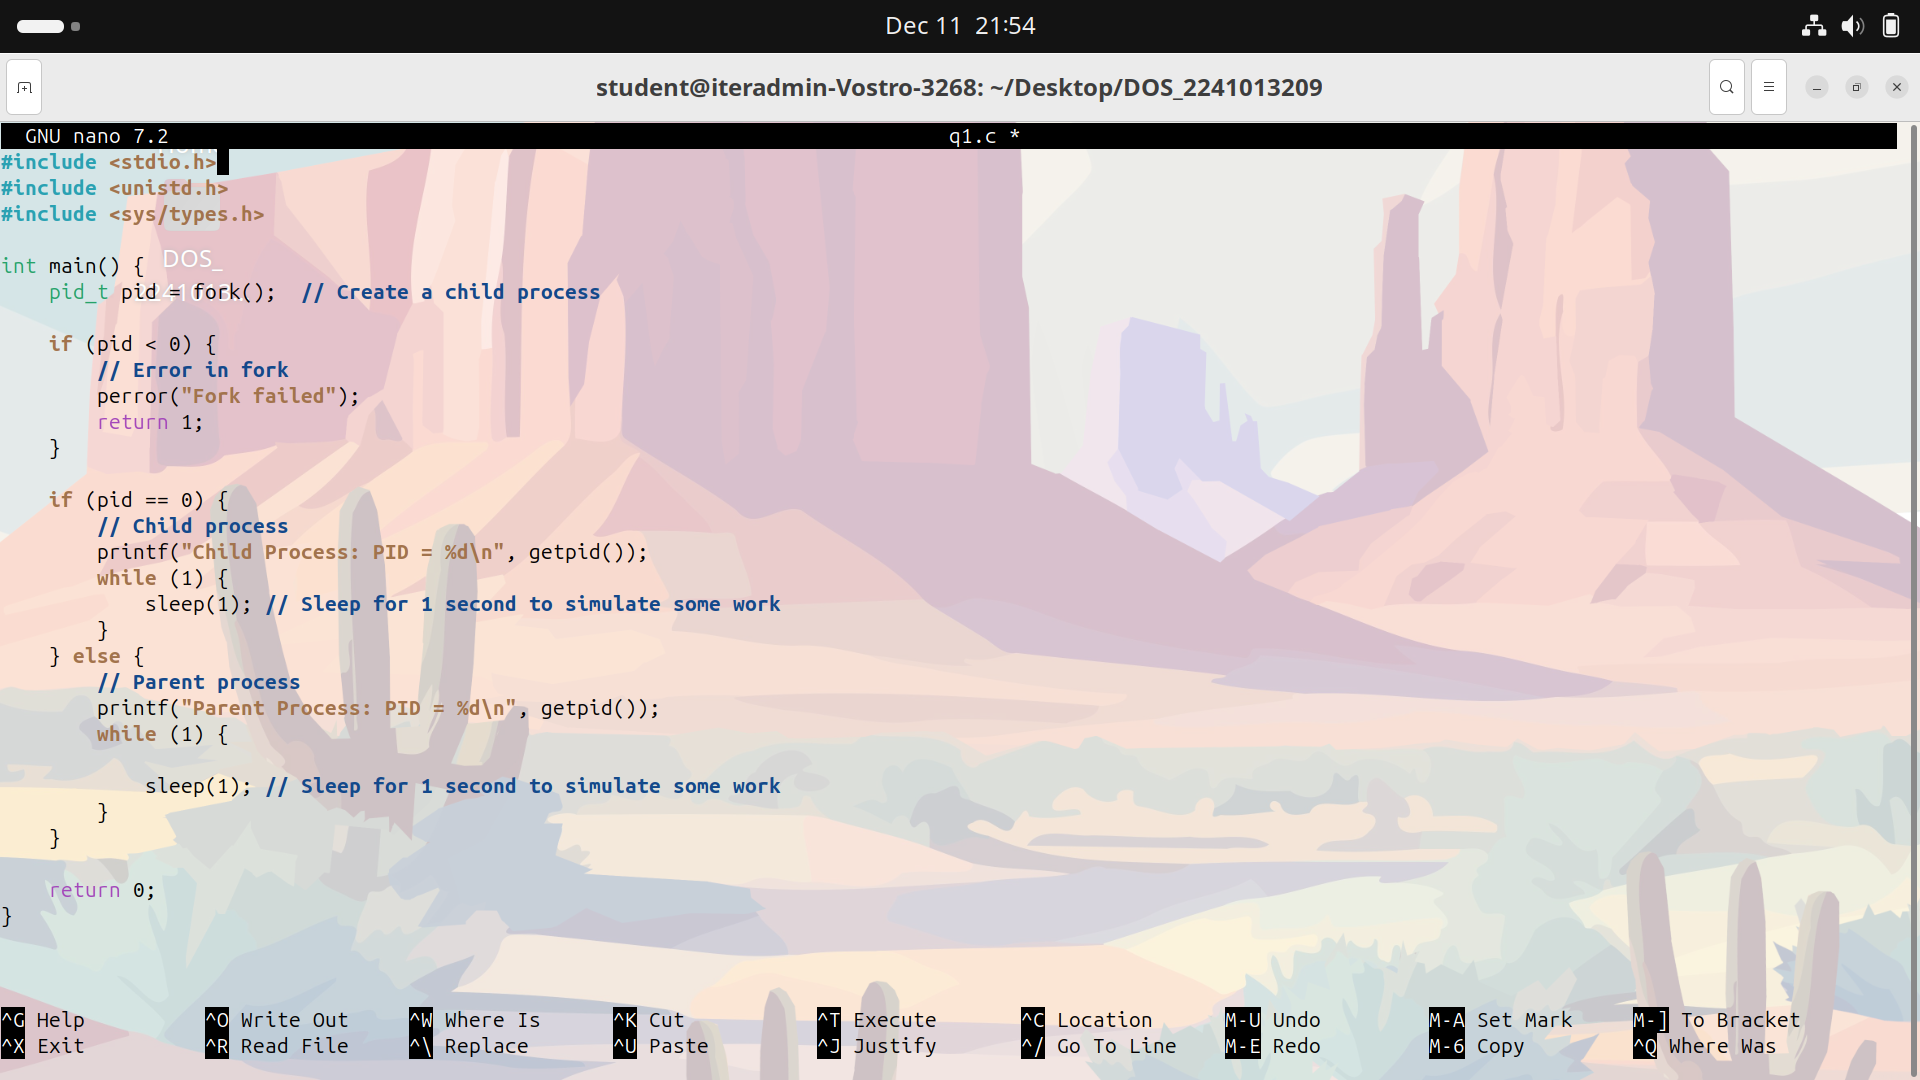 Dec 11 21:54
student@iteradmin-Vostro-3268: ~/Desktop/DOS_2241013209
GNU nano 7.2 q1.c *
#include <stdio.h>
#include <unistd.h>
#include <sys/types.h>
DOS_
int main() {
    pid_t pid = fork();  // Create a child process

    if (pid < 0) {
        // Error in fork
        perror("Fork failed");
        return 1;
    }

    if (pid == 0) {
        // Child process
        printf("Child Process: PID = %d\n", getpid());
        while (1) {
            sleep(1); // Sleep for 1 second to simulate some work
        }
    } else {
        // Parent process
        printf("Parent Process: PID = %d\n", getpid());
        while (1) {

            sleep(1); // Sleep for 1 second to simulate some work
        }
    }

    return 0;
}
^G Help ^O Write Out ^W Where Is ^K Cut ^T Execute ^C Location M-U Undo M-A Set Mark M-] To Bracket
^X Exit ^R Read File ^\ Replace ^U Paste ^J Justify ^/ Go To Line M-E Redo M-6 Copy ^Q Where Was